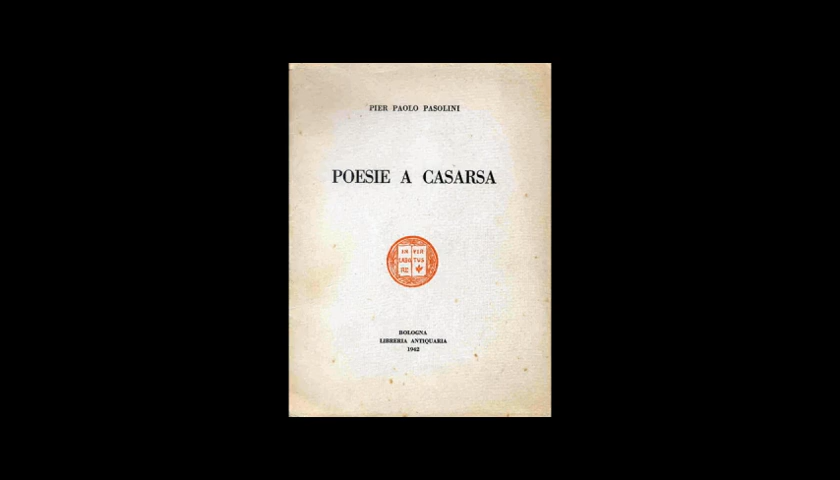 PIER PAOLO PASOLINI
POESIE A CASARSA
BOLOGNA
LIBRERIA ANTIQUARIA
1942